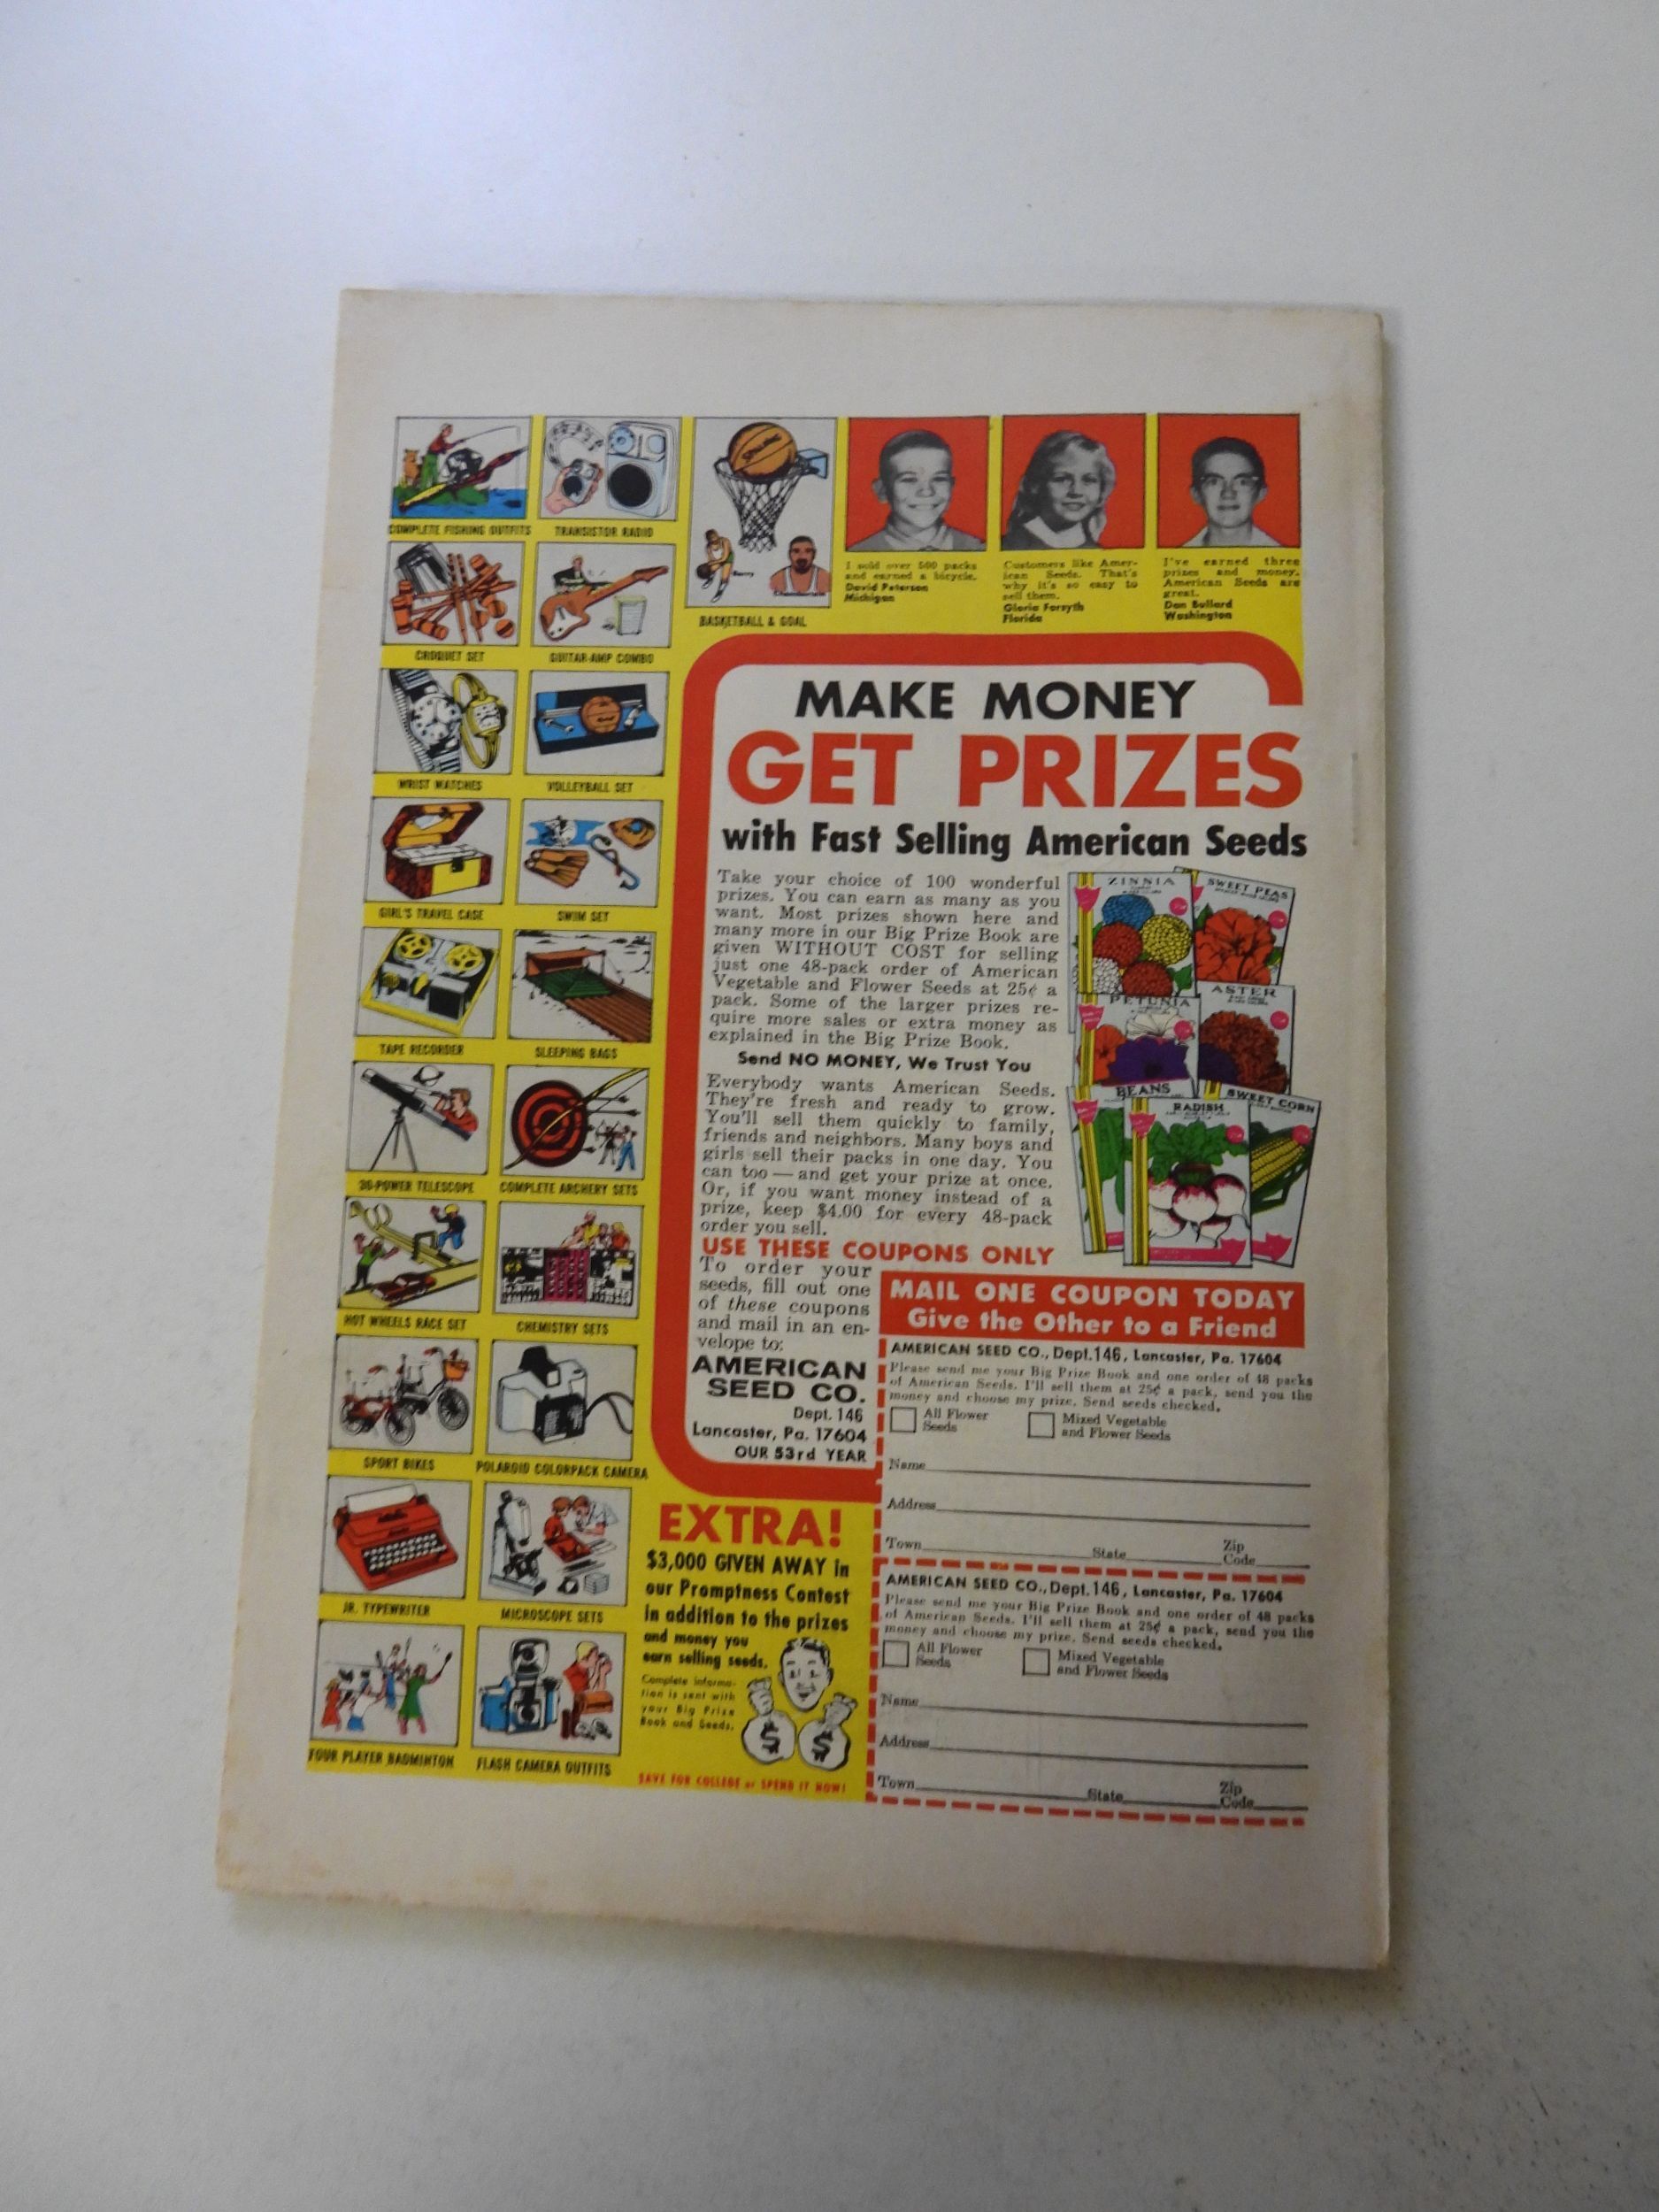 COMPLETE FISHING OUTFITS
TRANSISTOR RADIO
CROQUET SET
GUITAR-AMP COMBO
WRIST WATCHES
VOLLEYBALL SET
GIRL'S TRAVEL CASE
SWIM SET
TAPE RECORDER
SLEEPING BAGS
30-POWER TELESCOPE
COMPLETE ARCHERY SETS
HOT WHEELS RACE SET
CHEMISTRY SETS
SPORT BIKES
POLAROID COLORPACK CAMERA
JR. TYPEWRITER
MICROSCOPE SETS
FOUR PLAYER BADMINTON
FLASH CAMERA OUTFITS
Chamberlain
BASKETBALL & GOAL
I sold over 500 packs
and earned a bicycle.
David Peterson
Michigan
Customers like Amer-
ican Seeds. That's
why it's so easy to
sell them.
Gloria Forsyth
Florida
I've earned three
prizes and money.
American Seeds are
great.
Dan Bullard
Washington
MAKE MONEY
GET PRIZES
with Fast Selling American Seeds
Take your choice of 100 wonderful
prizes. You can earn as many as you
want. Most prizes shown here and
many more in our Big Prize Book are
given WITHOUT COST for selling
just one 48-pack order of American
Vegetable and Flower Seeds at 25¢ a
pack. Some of the larger prizes re-
quire more sales or extra money as
explained in the Big Prize Book.
Send NO MONEY, We Trust You
Everybody wants American Seeds.
They're fresh and ready to grow.
You'll sell them quickly to family,
friends and neighbors. Many boys and
girls sell their packs in one day. You
can too — and get your prize at once.
Or, if you want money instead of a
prize, keep $4.00 for every 48-pack
order you sell.
ZINNIA
SWEET PEAS
PETUNIA
ASTER
BEANS
RADISH
SWEET CORN
USE THESE COUPONS ONLY
To order your
seeds, fill out one
of these coupons
and mail in an en-
velope to:
AMERICAN
SEED CO.
Dept. 146
Lancaster, Pa. 17604
OUR 53rd YEAR
MAIL ONE COUPON TODAY
Give the Other to a Friend
AMERICAN SEED CO., Dept. 146, Lancaster, Pa. 17604
Please send me your Big Prize Book and one order of 48 packs
of American Seeds. I'll sell them at 25¢ a pack, send you the
money and choose my prize. Send seeds checked.
All Flower
Seeds
Mixed Vegetable
and Flower Seeds
Name
Address
Town State Zip
Code
AMERICAN SEED CO., Dept. 146, Lancaster, Pa. 17604
Please send me your Big Prize Book and one order of 48 packs
of American Seeds. I'll sell them at 25¢ a pack, send you the
money and choose my prize. Send seeds checked.
All Flower
Seeds
Mixed Vegetable
and Flower Seeds
Name
Address
Town State Zip
Code
EXTRA!
$3,000 GIVEN AWAY in
our Promptness Contest
in addition to the prizes
and money you
earn selling seeds.
Complete informa-
tion is sent with
your Big Prize
Book and Seeds.
$ $
SAVE FOR COLLEGE or SPEND IT NOW!